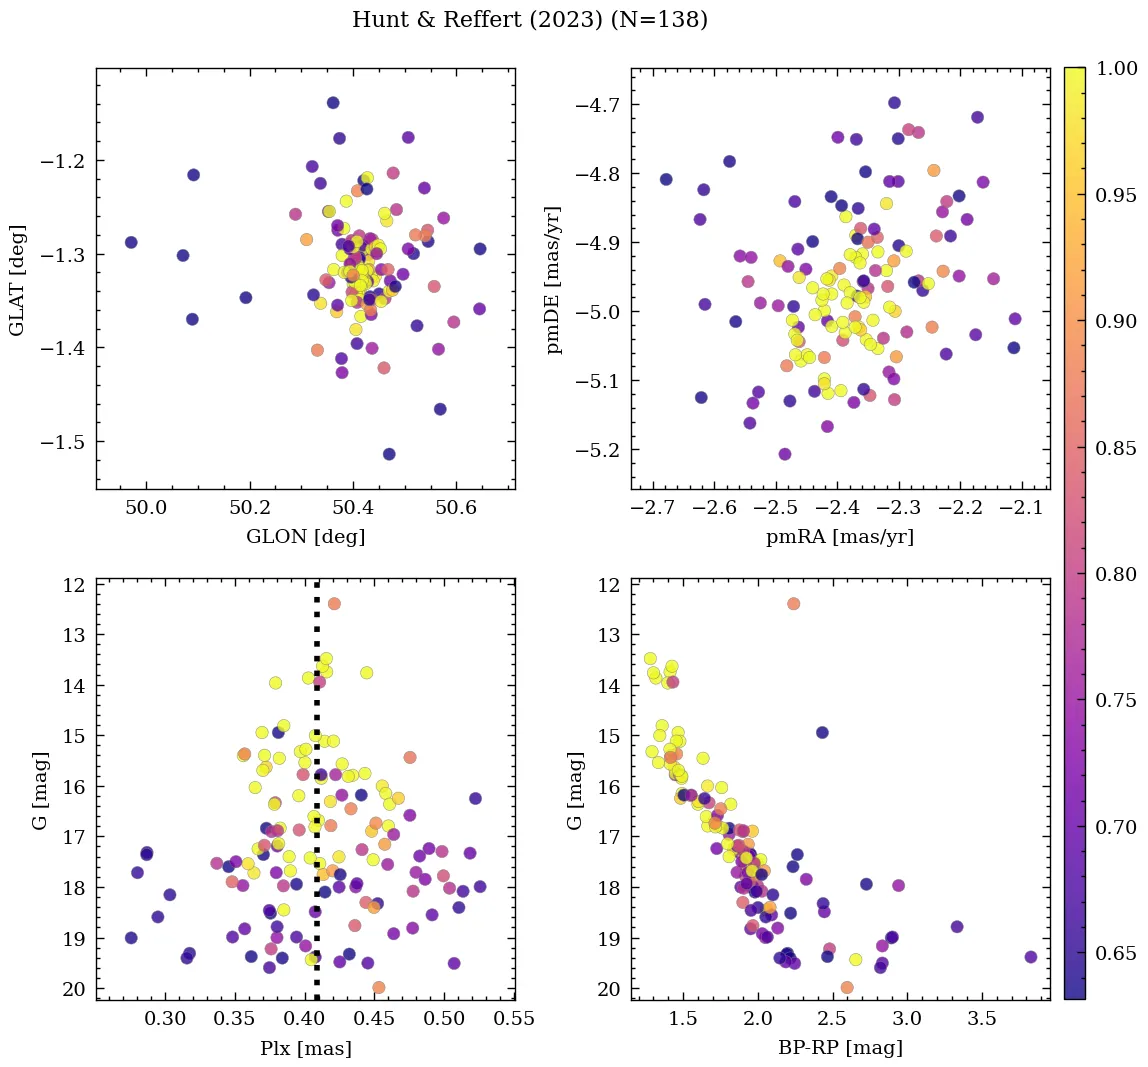 Hunt & Reffert (2023) (N=138)
GLAT [deg]
−1.2
−1.3
−1.4
−1.5
50.0 50.2 50.4 50.6
GLON [deg]
pmDE [mas/yr]
−4.7
−4.8
−4.9
−5.0
−5.1
−5.2
−2.7 −2.6 −2.5 −2.4 −2.3 −2.2 −2.1
pmRA [mas/yr]
G [mag]
12
13
14
15
16
17
18
19
20
0.30 0.35 0.40 0.45 0.50 0.55
Plx [mas]
G [mag]
12
13
14
15
16
17
18
19
20
1.5 2.0 2.5 3.0 3.5
BP-RP [mag]
1.00
0.95
0.90
0.85
0.80
0.75
0.70
0.65